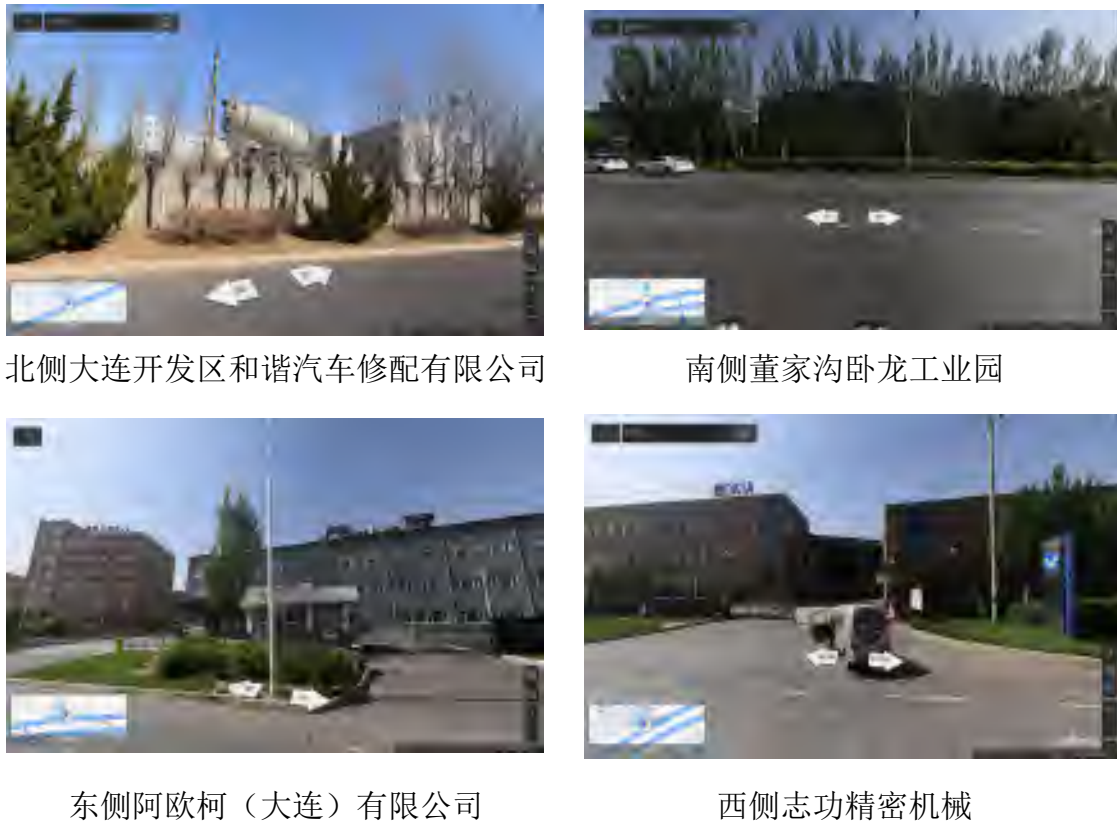 北侧大连开发区和谐汽车修配有限公司
南侧董家沟卧龙工业园
东侧阿欧柯（大连）有限公司
西侧志功精密机械